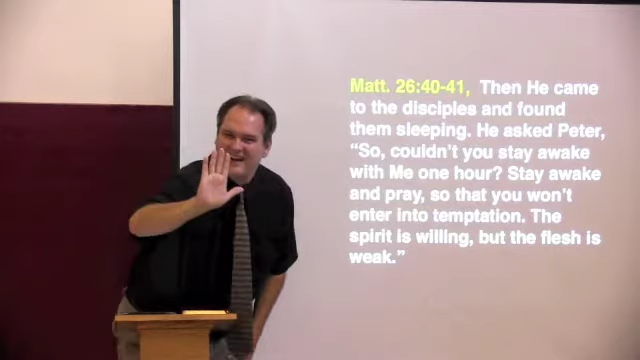 Matt. 26:40-41, Then He came
to the disciples and found
them sleeping. He asked Peter,
“So, couldn’t you stay awake
with Me one hour? Stay awake
and pray, so that you won’t
enter into temptation. The
spirit is willing, but the flesh is
weak.”